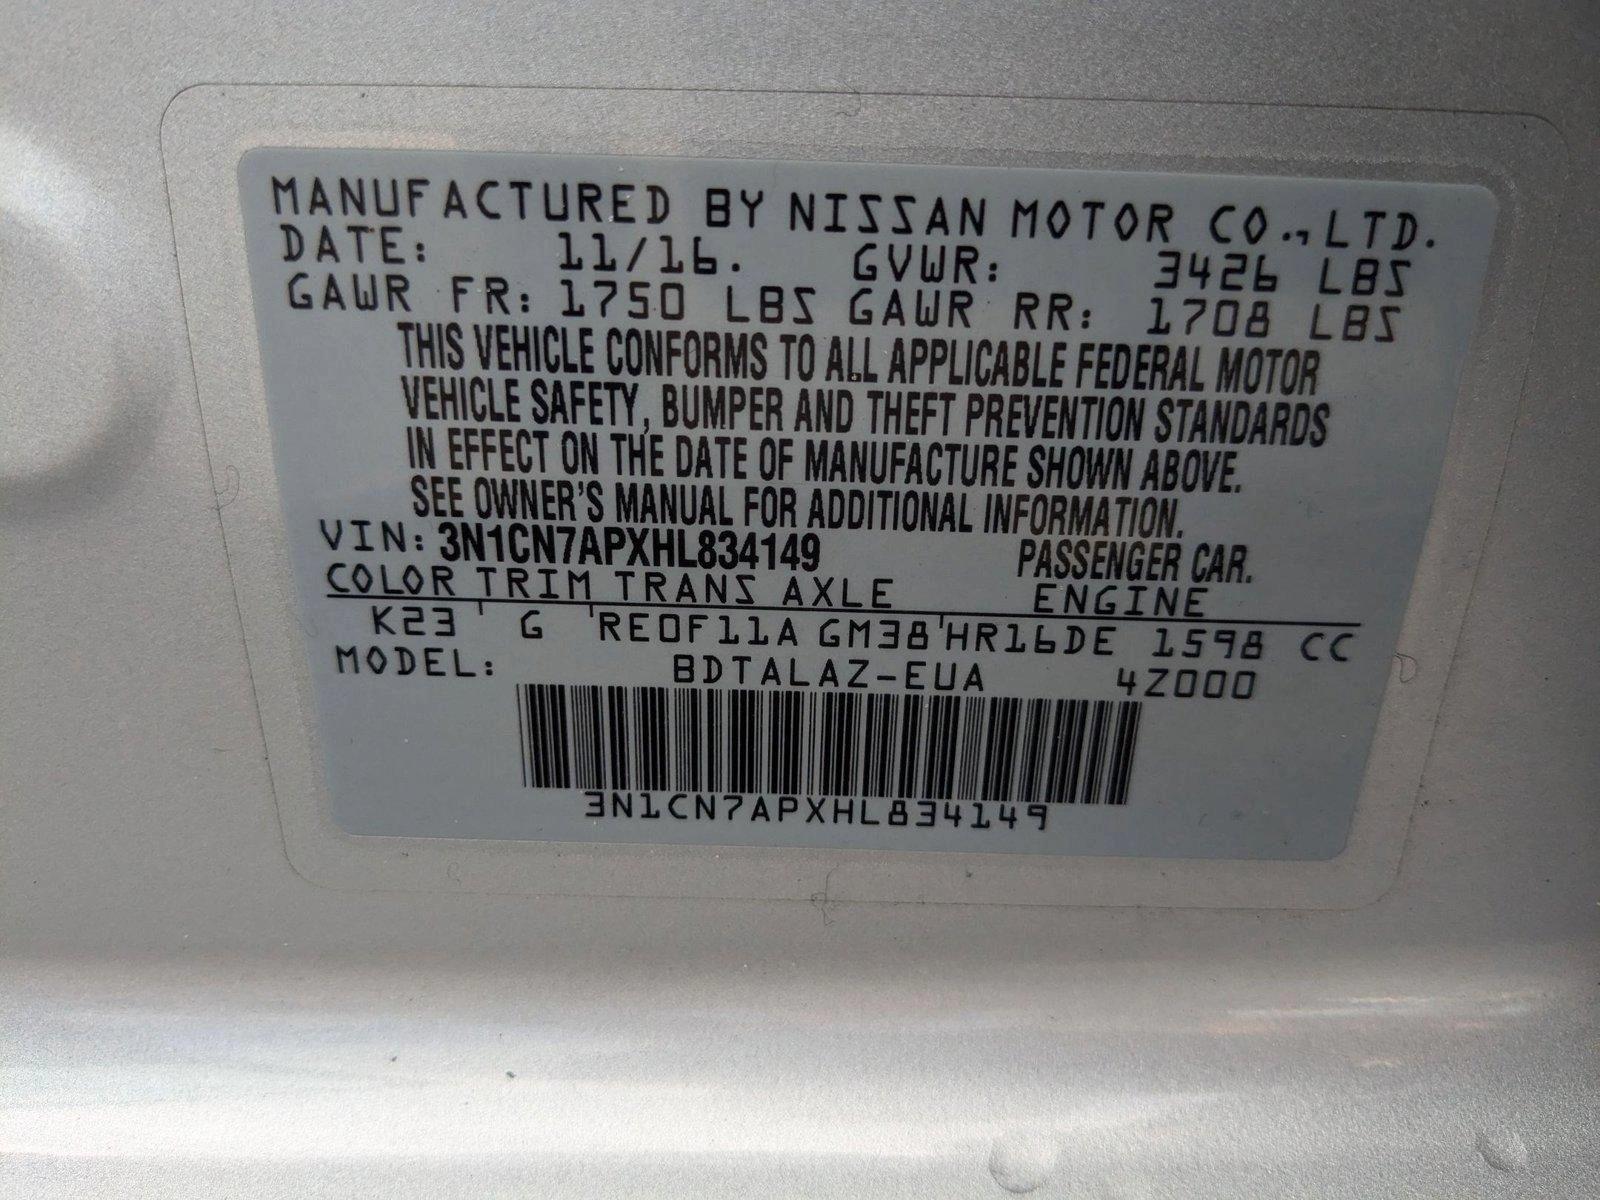 MANUFACTURED BY NISSAN MOTOR CO.,LTD.
DATE: 11/16. GVWR: 3426 LBS
GAWR FR: 1750 LBS GAWR RR: 1708 LBS
THIS VEHICLE CONFORMS TO ALL APPLICABLE FEDERAL MOTOR
VEHICLE SAFETY, BUMPER AND THEFT PREVENTION STANDARDS
IN EFFECT ON THE DATE OF MANUFACTURE SHOWN ABOVE.
SEE OWNER'S MANUAL FOR ADDITIONAL INFORMATION.
VIN: 3N1CN7APXHL834149 PASSENGER CAR.
COLOR TRIM TRANS AXLE ENGINE
K23 G RE0F11A GM38 HR16DE 1598 CC
MODEL: BDTALAZ-EUA 4Z000
3N1CN7APXHL834149